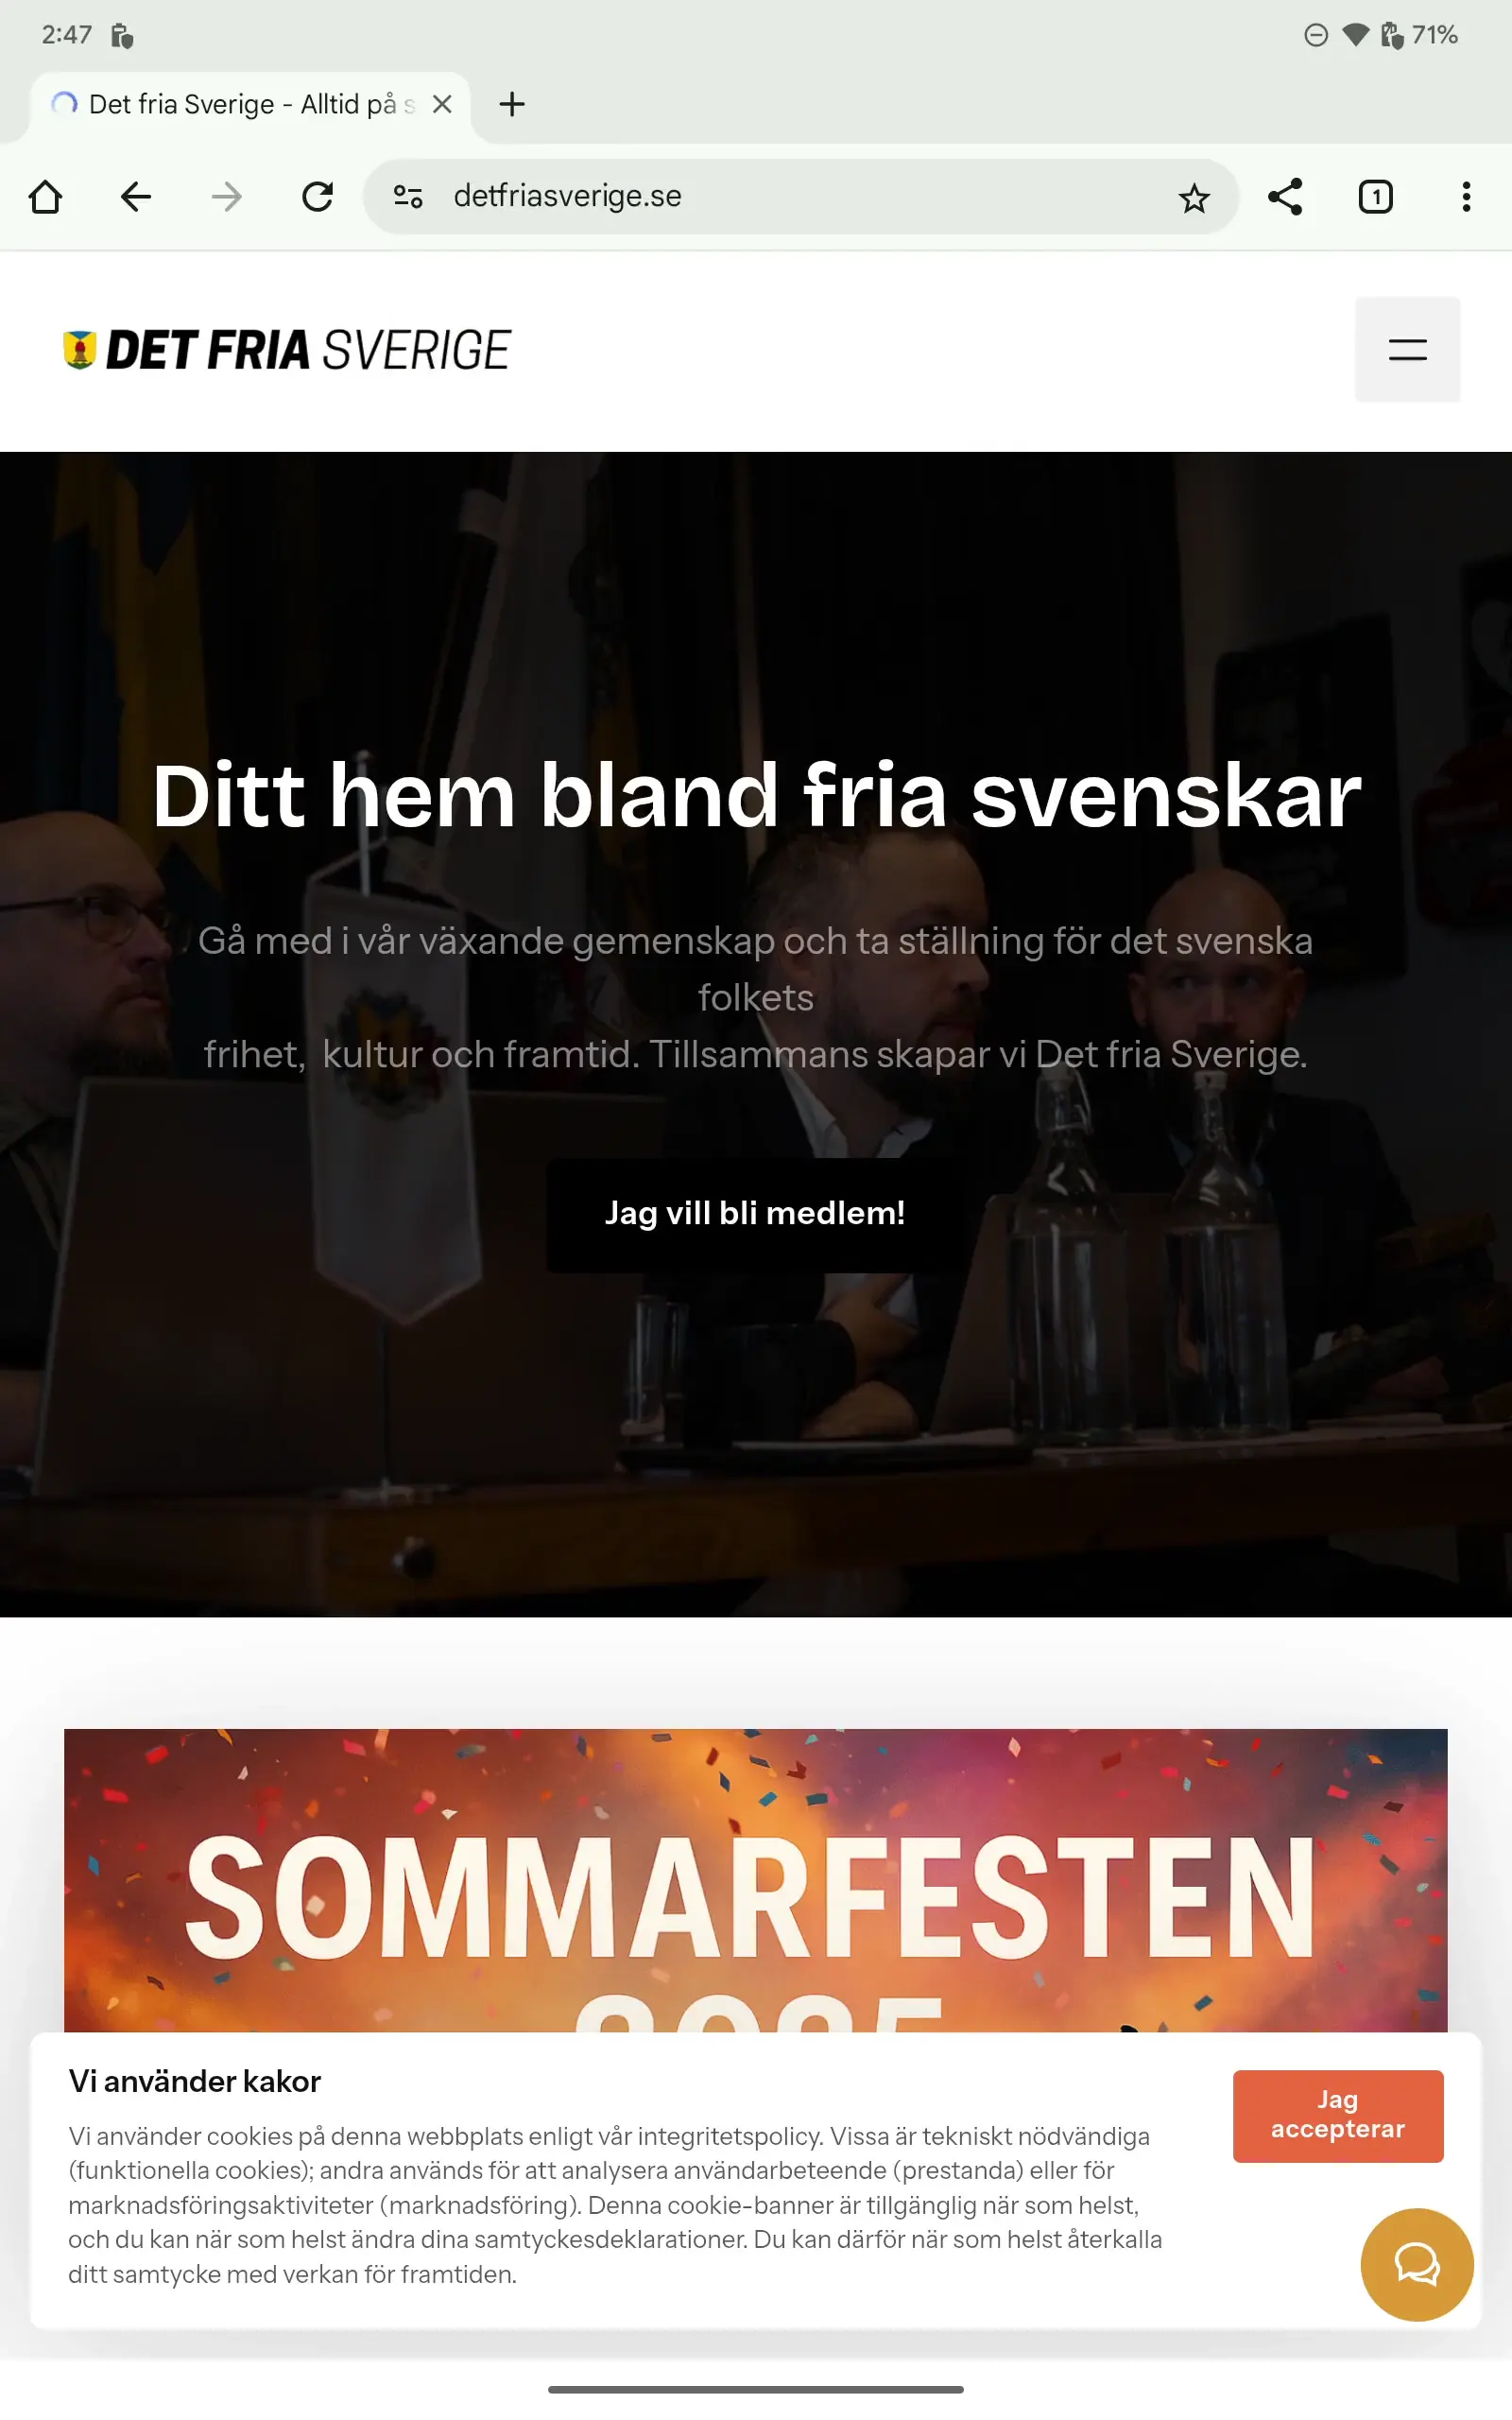 2:47
71%
Det fria Sverige - Alltid på s
detfriasverige.se
1
DET FRIA SVERIGE
Ditt hem bland fria svenskar
Gå med i vår växande gemenskap och ta ställning för det svenska
folkets
frihet, kultur och framtid. Tillsammans skapar vi Det fria Sverige.
Jag vill bli medlem!
SOMMARFESTEN
2025
Vi använder kakor
Vi använder cookies på denna webbplats enligt vår integritetspolicy. Vissa är tekniskt nödvändiga
(funktionella cookies); andra används för att analysera användarbeteende (prestanda) eller för
marknadsföringsaktiviteter (marknadsföring). Denna cookie-banner är tillgänglig när som helst,
och du kan när som helst ändra dina samtyckesdeklarationer. Du kan därför när som helst återkalla
ditt samtycke med verkan för framtiden.
Jag
accepterar